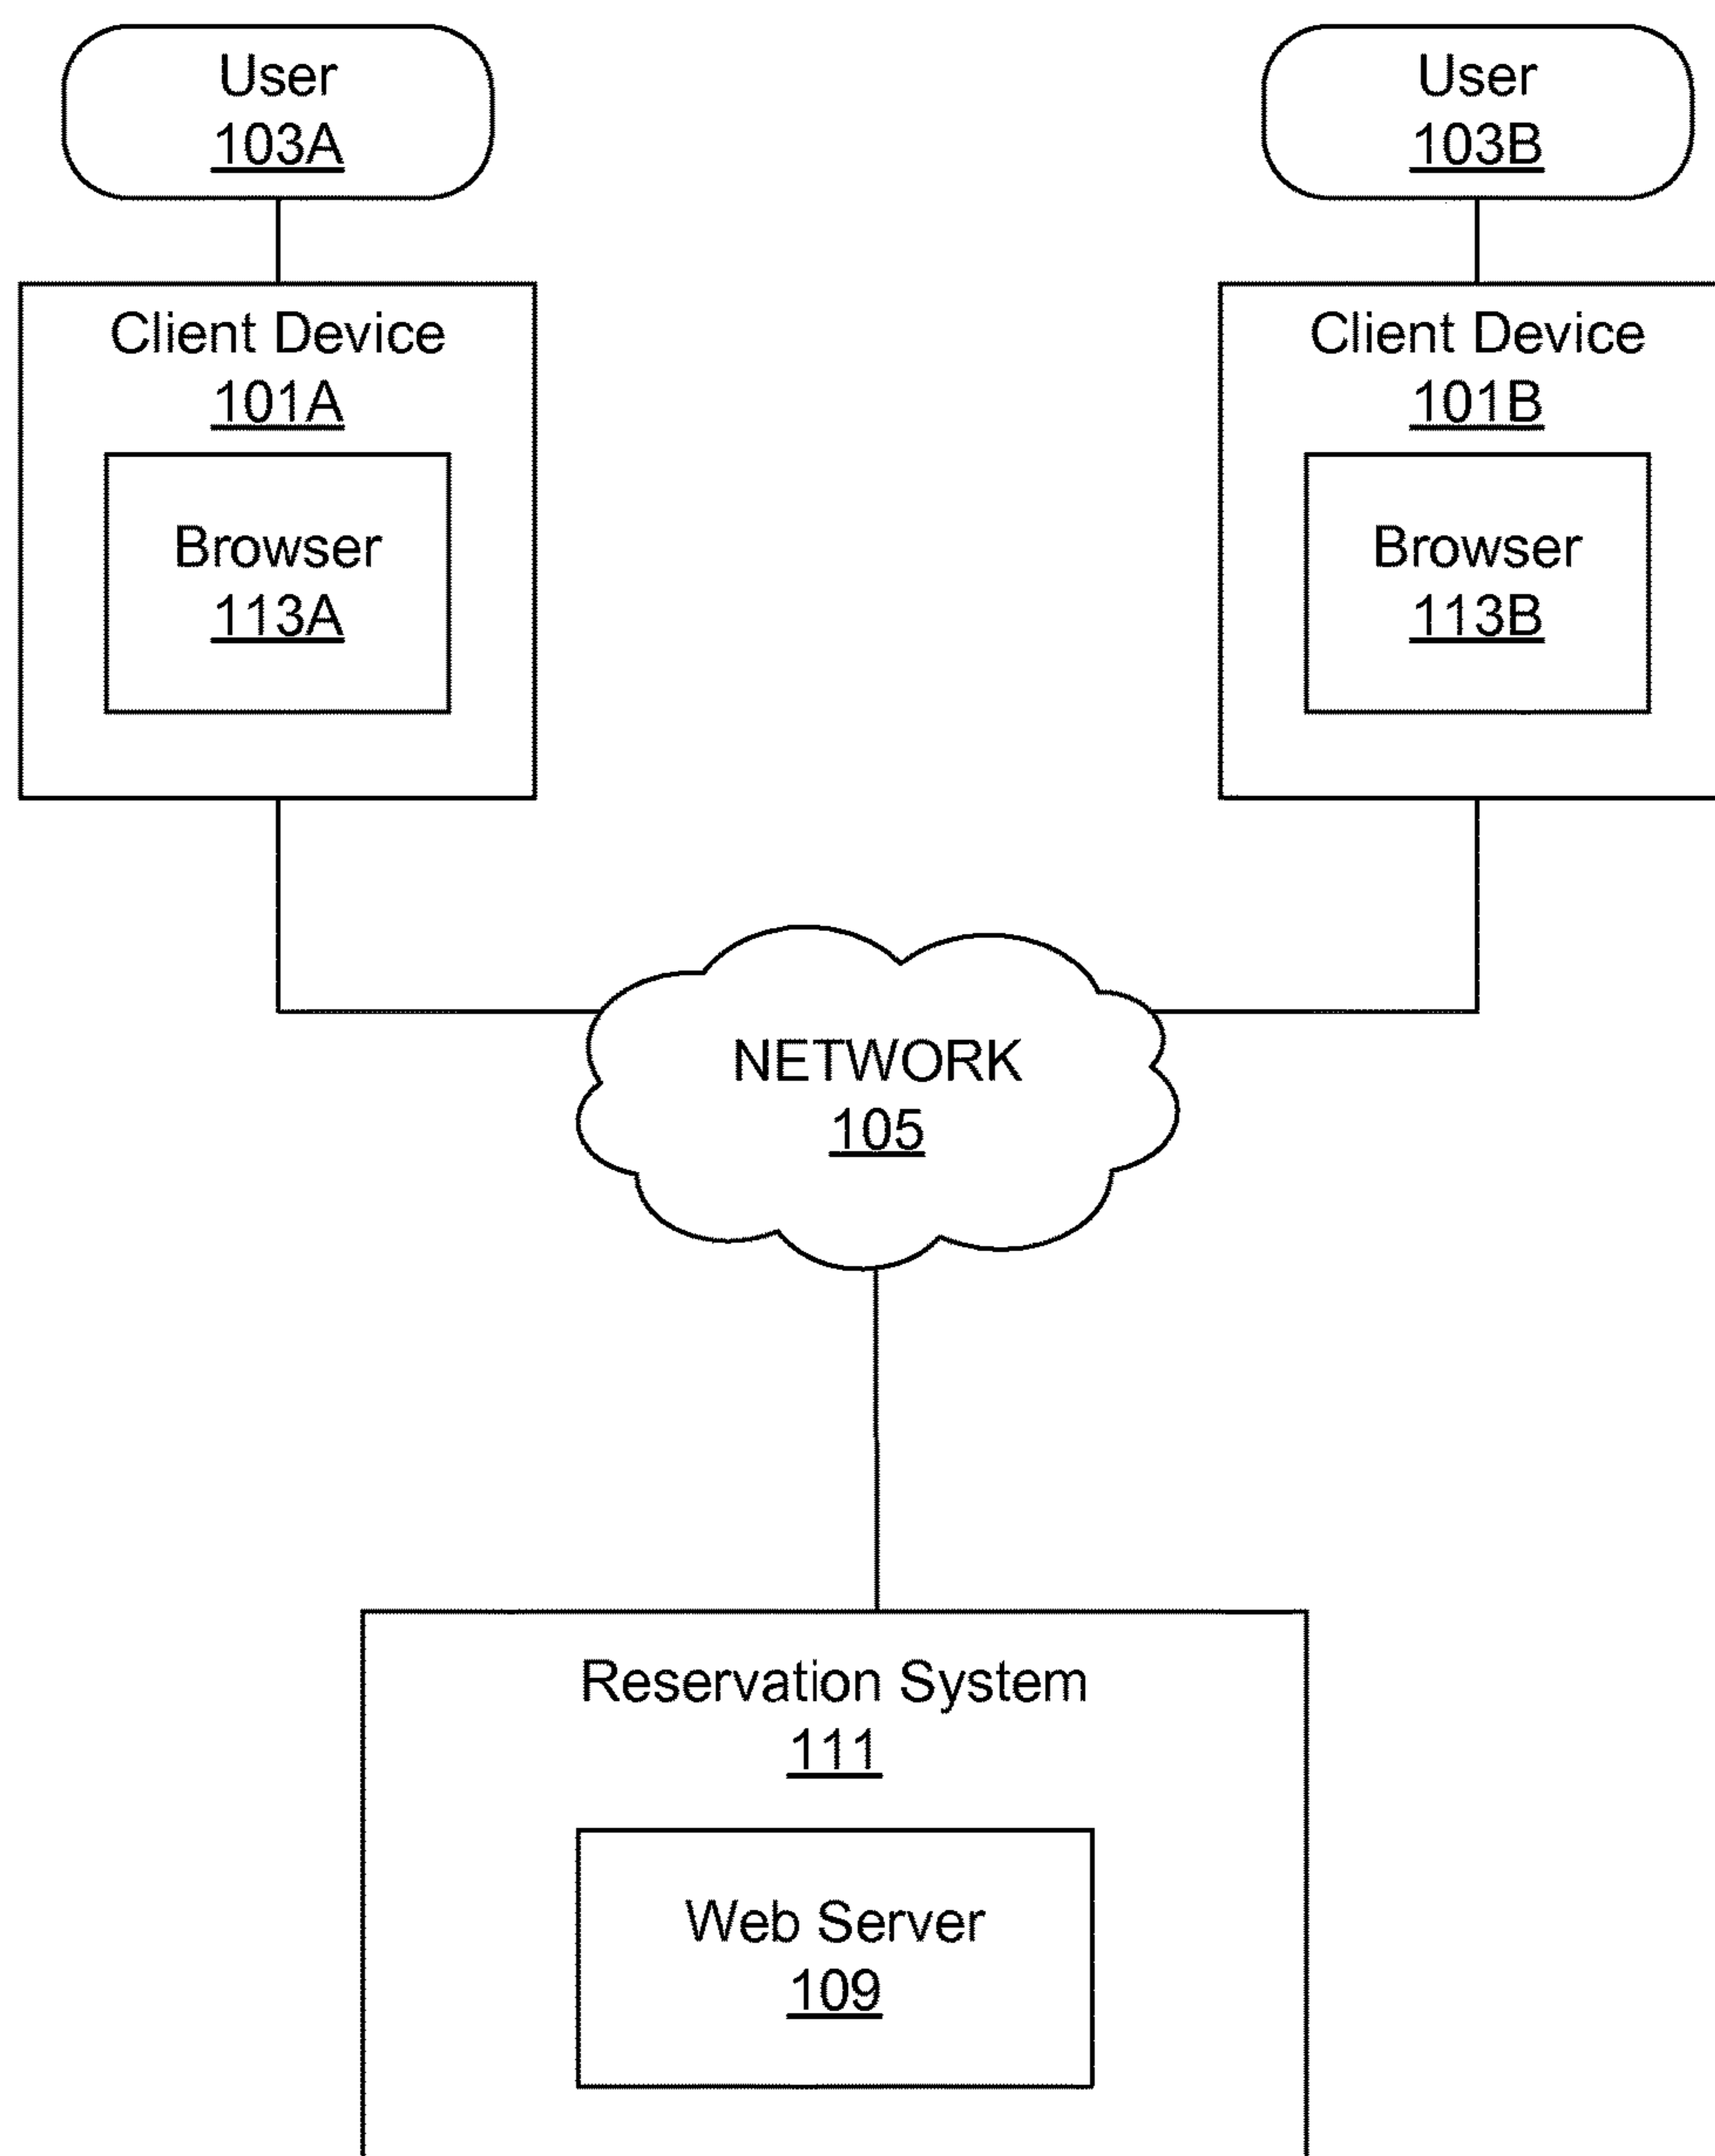 User
103A
User
103B
Client Device
101A
Client Device
101B
Browser
113A
Browser
113B
NETWORK
105
Reservation System
111
Web Server
109